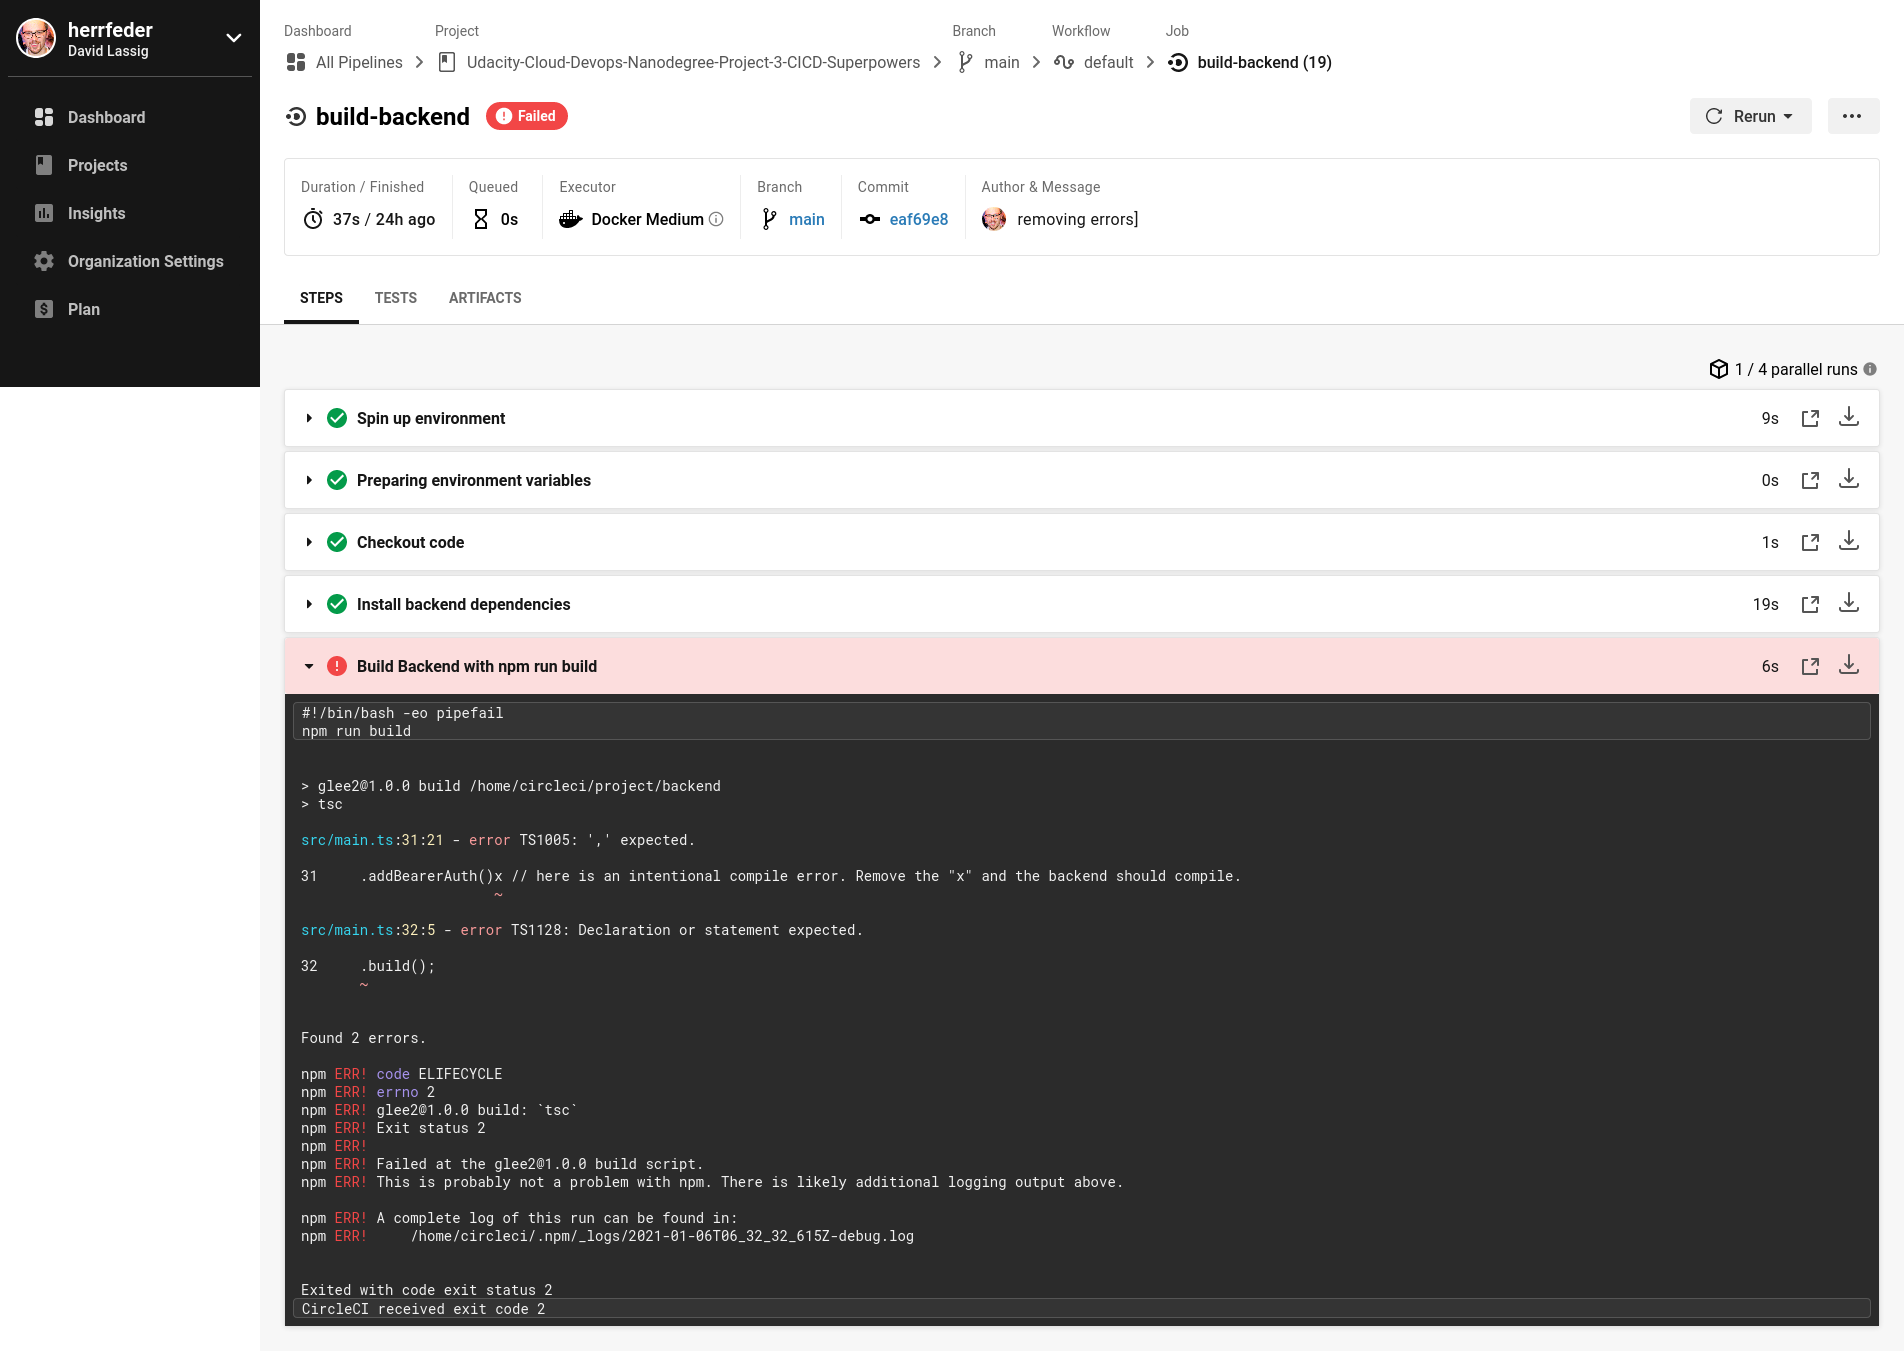 herrfeder
David Lassig
Dashboard
Projects
Insights
Organization Settings
Plan
Dashboard Project Branch Workflow Job
All Pipelines Udacity-Cloud-Devops-Nanodegree-Project-3-CICD-Superpowers main default build-backend (19)
build-backend Failed Rerun
Duration / Finished Queued Executor Branch Commit Author & Message
37s / 24h ago 0s Docker Medium main eaf69e8 removing errors]
STEPS TESTS ARTIFACTS
1 / 4 parallel runs
Spin up environment 9s
Preparing environment variables 0s
Checkout code 1s
Install backend dependencies 19s
Build Backend with npm run build 6s
#!/bin/bash -eo pipefail
npm run build
> glee2@1.0.0 build /home/circleci/project/backend
> tsc
src/main.ts:31:21 - error TS1005: ',' expected.
31     .addBearerAuth()x // here is an intentional compile error. Remove the "x" and the backend should compile.
~
src/main.ts:32:5 - error TS1128: Declaration or statement expected.
32     .build();
~
Found 2 errors.
npm ERR! code ELIFECYCLE
npm ERR! errno 2
npm ERR! glee2@1.0.0 build: `tsc`
npm ERR! Exit status 2
npm ERR!
npm ERR! Failed at the glee2@1.0.0 build script.
npm ERR! This is probably not a problem with npm. There is likely additional logging output above.
npm ERR! A complete log of this run can be found in:
npm ERR!     /home/circleci/.npm/_logs/2021-01-06T06_32_32_615Z-debug.log
Exited with code exit status 2
CircleCI received exit code 2